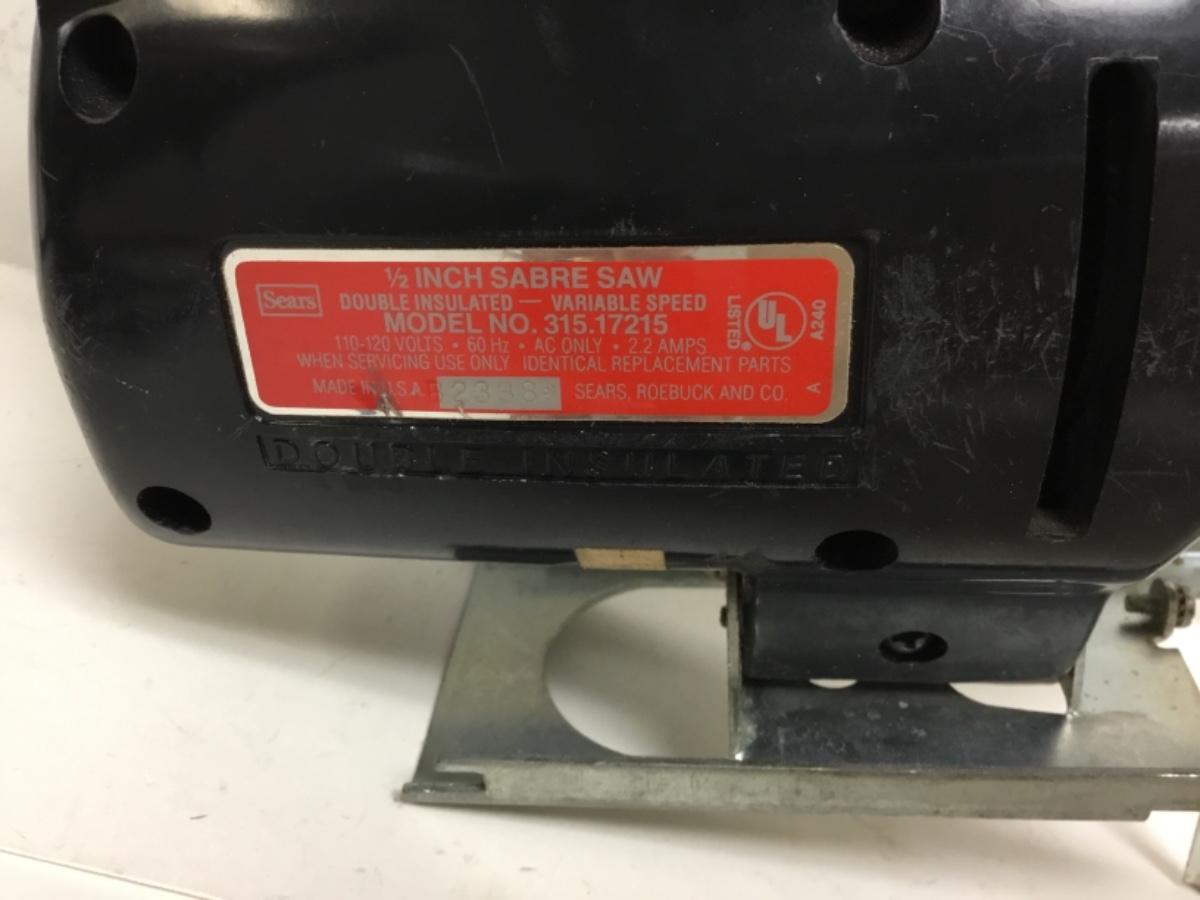 ½ INCH SABRE SAW
Sears
DOUBLE INSULATED — VARIABLE SPEED
MODEL NO. 315.17215
110-120 VOLTS • 60 Hz • AC ONLY • 2.2 AMPS
WHEN SERVICING USE ONLY IDENTICAL REPLACEMENT PARTS
MADE IN U.S.A. SEARS, ROEBUCK AND CO. A
LISTED UL ® A240
DOUBLE INSULATED